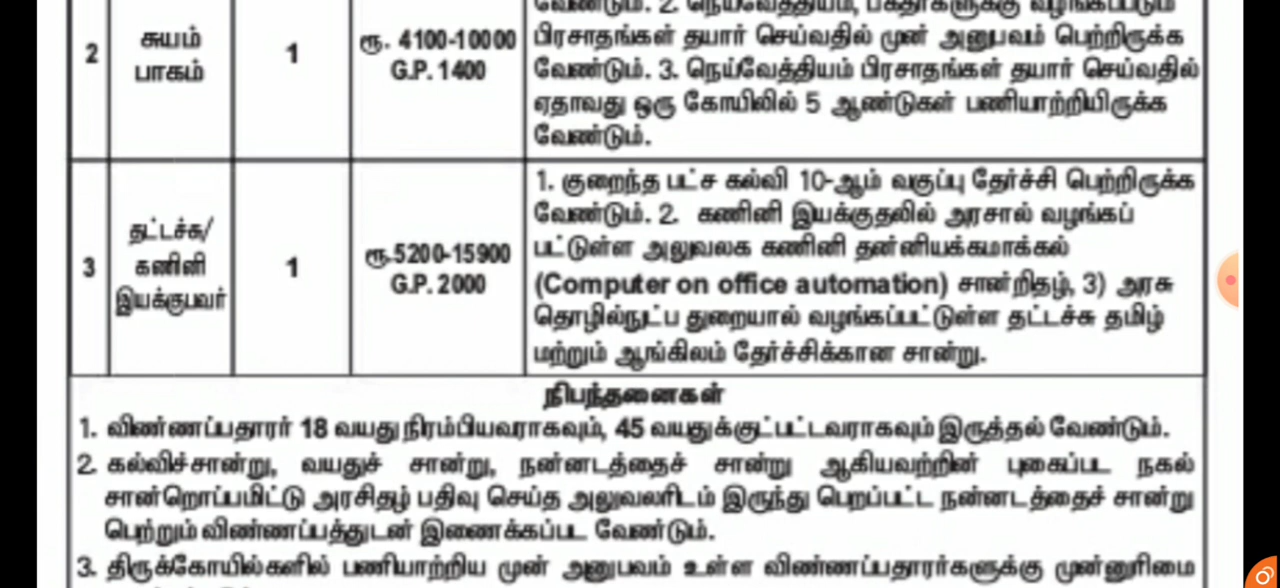 வேண்டும். 2. நெய்வேத்தியம், பக்தர்களுக்கு வழங்கப்படும்
2
சுயம்
பாகம்
1
ரூ. 4100-10000
G.P. 1400
பிரசாதங்கள் தயார் செய்வதில் முன் அனுபவம் பெற்றிருக்க
வேண்டும். 3. நெய்வேத்தியம் பிரசாதங்கள் தயார் செய்வதில்
ஏதாவது ஒரு கோயிலில் 5 ஆண்டுகள் பணியாற்றியிருக்க
வேண்டும்.
3
தட்டச்சு/
கணினி
இயக்குபவர்
1
ரூ.5200-15900
G.P. 2000
1. குறைந்த பட்ச கல்வி 10-ஆம் வகுப்பு தேர்ச்சி பெற்றிருக்க
வேண்டும். 2. கணினி இயக்குதலில் அரசால் வழங்கப்
பட்டுள்ள அலுவலக கணினி தன்னியக்கமாக்கல்
(Computer on office automation) சான்றிதழ், 3) அரசு
தொழில்நுட்ப துறையால் வழங்கப்பட்டுள்ள தட்டச்சு தமிழ்
மற்றும் ஆங்கிலம் தேர்ச்சிக்கான சான்று.
நிபந்தனைகள்
1. விண்ணப்பதாரர் 18 வயது நிரம்பியவராகவும், 45 வயதுக்குட்பட்டவராகவும் இருத்தல் வேண்டும்.
2. கல்விச்சான்று, வயதுச் சான்று, நன்னடத்தைச் சான்று ஆகியவற்றின் புகைப்பட நகல்
சான்றொப்பமிட்டு அரசிதழ் பதிவு செய்த அலுவலரிடம் இருந்து பெறப்பட்ட நன்னடத்தைச் சான்று
பெற்றும் விண்ணப்பத்துடன் இணைக்கப்பட வேண்டும்.
3. திருக்கோயில்களில் பணியாற்றிய முன் அனுபவம் உள்ள விண்ணப்பதாரர்களுக்கு முன்னுரிமை